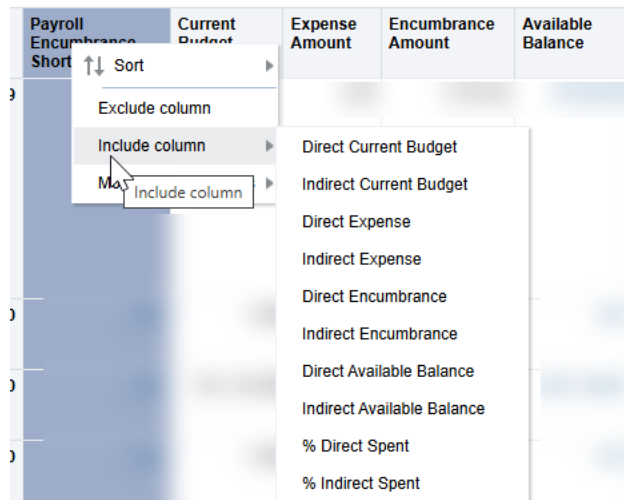 Payroll
Encumbrance
Short
Current
Budget
Expense
Amount
Encumbrance
Amount
Available
Balance
Sort
Exclude column
Include column
Include column
Direct Current Budget
Indirect Current Budget
Direct Expense
Indirect Expense
Direct Encumbrance
Indirect Encumbrance
Direct Available Balance
Indirect Available Balance
% Direct Spent
% Indirect Spent